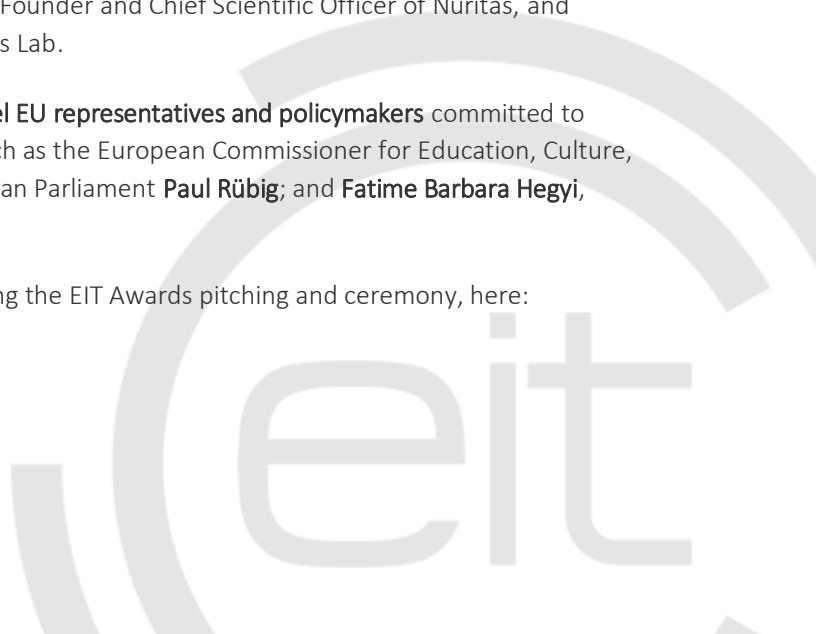 Founder and Chief Scientific Officer of Nuritas, and
s Lab.
el EU representatives and policymakers committed to
ch as the European Commissioner for Education, Culture,
an Parliament Paul Rübig; and Fatime Barbara Hegyi,
ng the EIT Awards pitching and ceremony, here:
eit